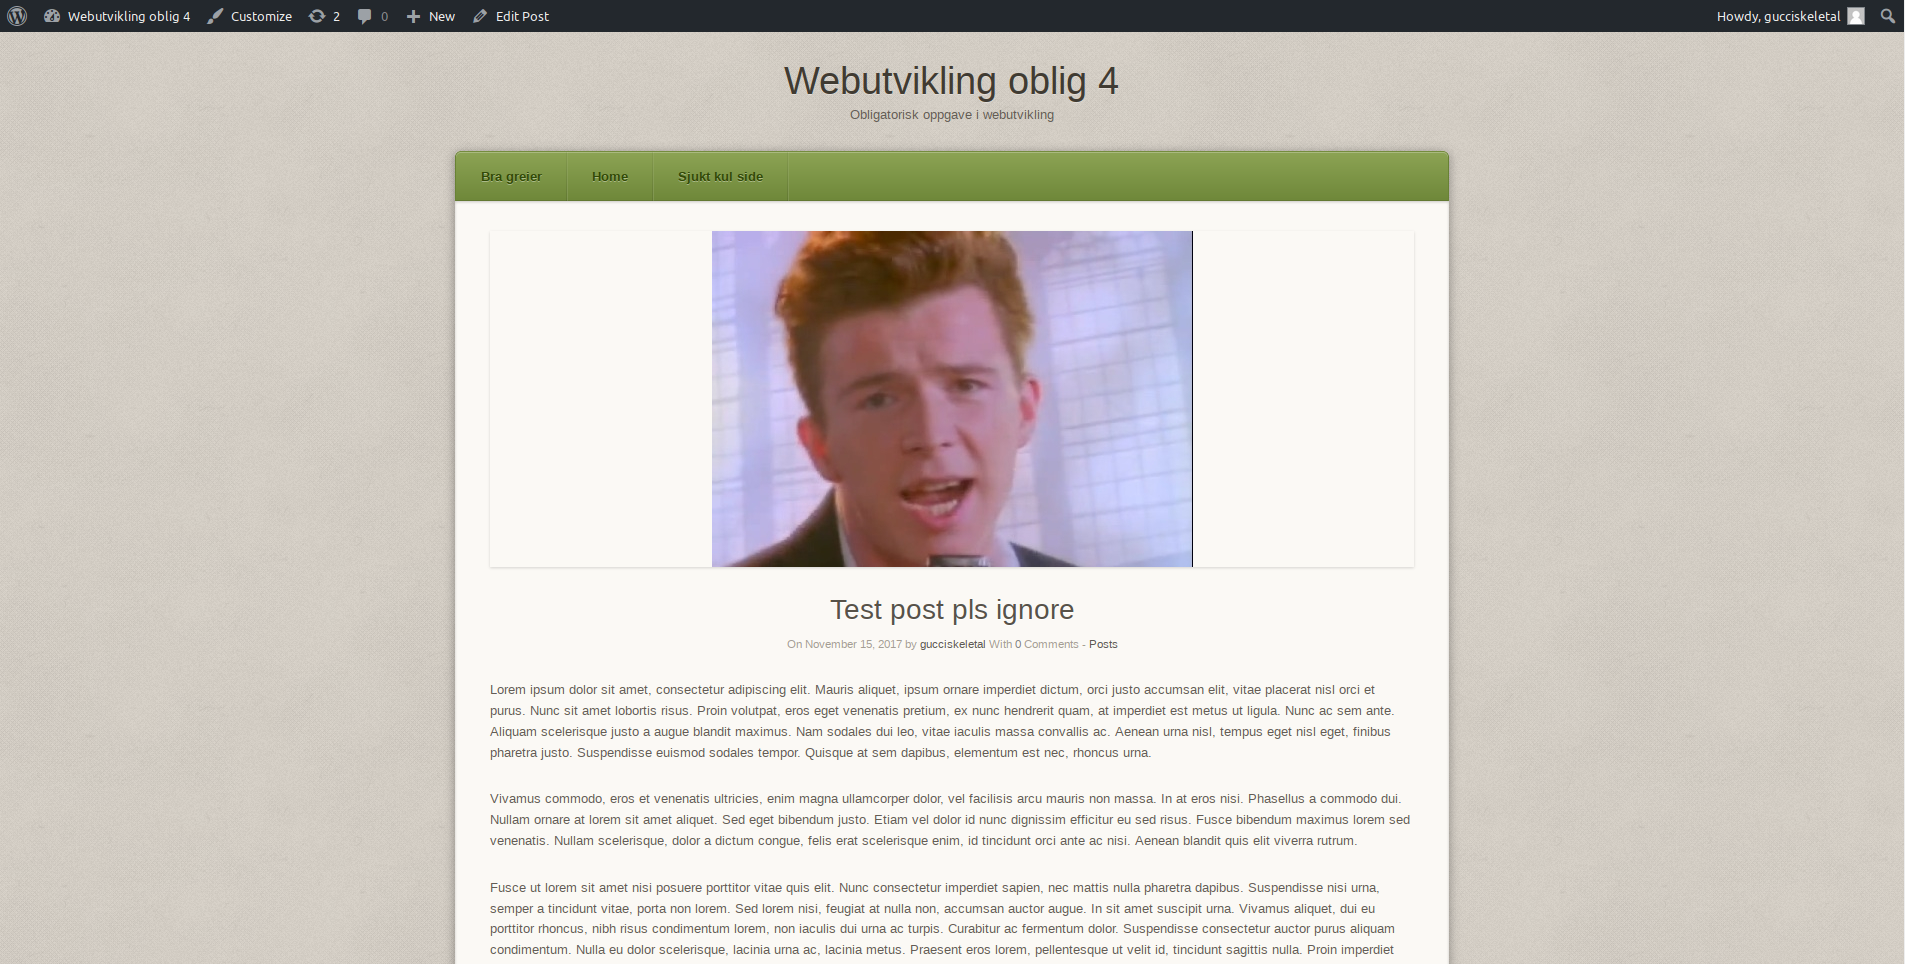 Webutvikling oblig 4 Customize 2 0 New Edit Post Howdy, gucciskeletal
Webutvikling oblig 4
Obligatorisk oppgave i webutvikling
Bra greier Home Sjukt kul side
Test post pls ignore
On November 15, 2017 by gucciskeletal With 0 Comments - Posts
Lorem ipsum dolor sit amet, consectetur adipiscing elit. Mauris aliquet, ipsum ornare imperdiet dictum, orci justo accumsan elit, vitae placerat nisl orci et
purus. Nunc sit amet lobortis risus. Proin volutpat, eros eget venenatis pretium, ex nunc hendrerit quam, at imperdiet est metus ut ligula. Nunc ac sem ante.
Aliquam scelerisque justo a augue blandit maximus. Nam sodales dui leo, vitae iaculis massa convallis ac. Aenean urna nisl, tempus eget nisl eget, finibus
pharetra justo. Suspendisse euismod sodales tempor. Quisque at sem dapibus, elementum est nec, rhoncus urna.
Vivamus commodo, eros et venenatis ultricies, enim magna ullamcorper dolor, vel facilisis arcu mauris non massa. In at eros nisi. Phasellus a commodo dui.
Nullam ornare at lorem sit amet aliquet. Sed eget bibendum justo. Etiam vel dolor id nunc dignissim efficitur eu sed risus. Fusce bibendum maximus lorem sed
venenatis. Nullam scelerisque, dolor a dictum congue, felis erat scelerisque enim, id tincidunt orci ante ac nisi. Aenean blandit quis elit viverra rutrum.
Fusce ut lorem sit amet nisi posuere porttitor vitae quis elit. Nunc consectetur imperdiet sapien, nec mattis nulla pharetra dapibus. Suspendisse nisi urna,
semper a tincidunt vitae, porta non lorem. Sed lorem nisi, feugiat at nulla non, accumsan auctor augue. In sit amet suscipit urna. Vivamus aliquet, dui eu
porttitor rhoncus, nibh risus condimentum lorem, non iaculis dui urna ac turpis. Curabitur ac fermentum dolor. Suspendisse consectetur auctor purus aliquam
condimentum. Nulla eu dolor scelerisque, lacinia urna ac, lacinia metus. Praesent eros lorem, pellentesque ut velit id, tincidunt sagittis nulla. Proin imperdiet